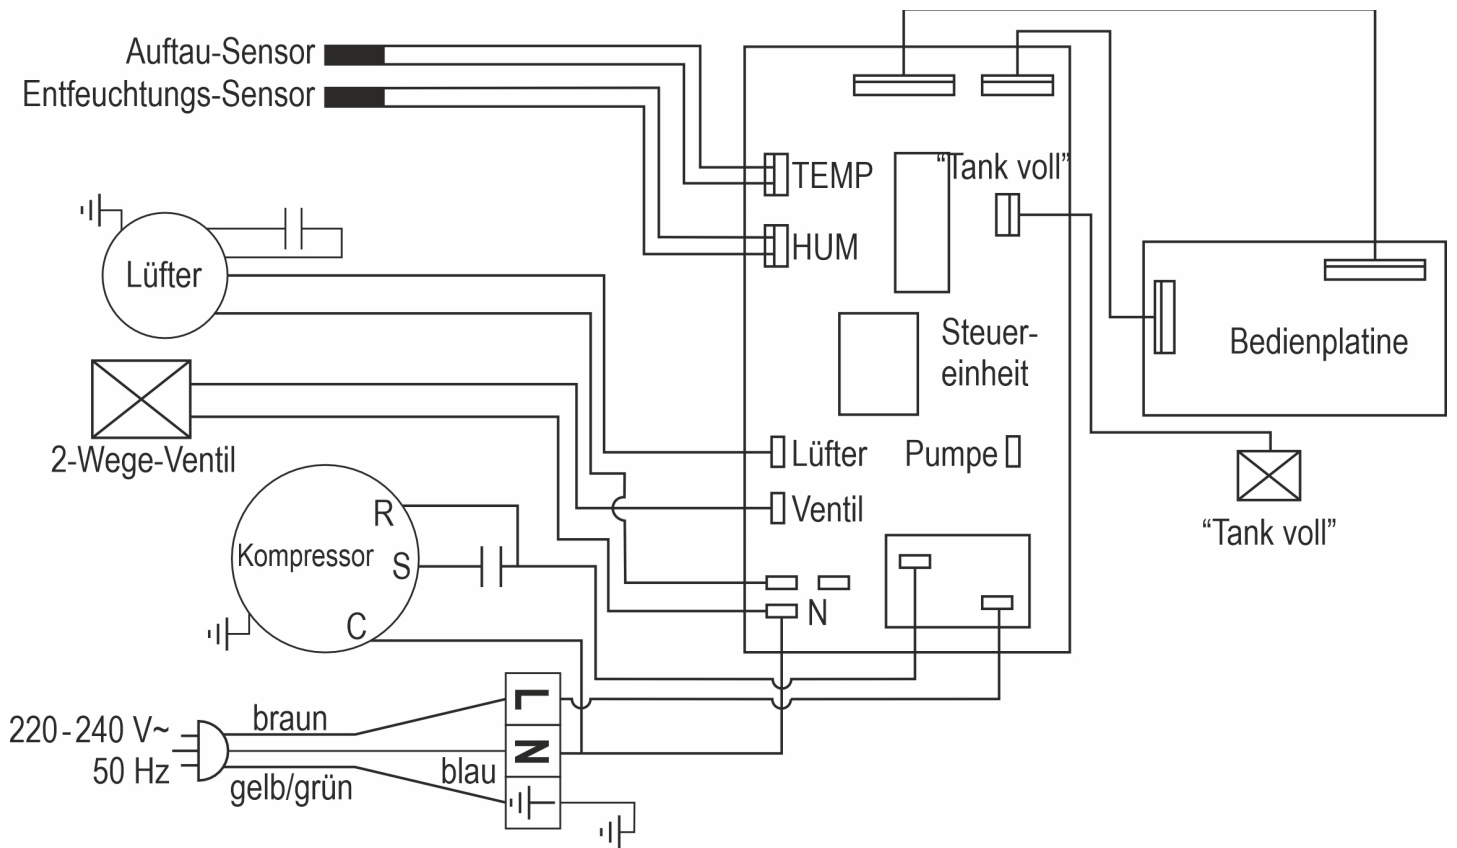 Auftau-Sensor
Entfeuchtungs-Sensor
TEMP
"Tank voll"
HUM
Lüfter
Steuer-
einheit
Bedienplatine
2-Wege-Ventil
Lüfter
Pumpe
Ventil
"Tank voll"
R
Kompressor
S
C
N
L
braun
220-240 V~
N
50 Hz
blau
gelb/grün